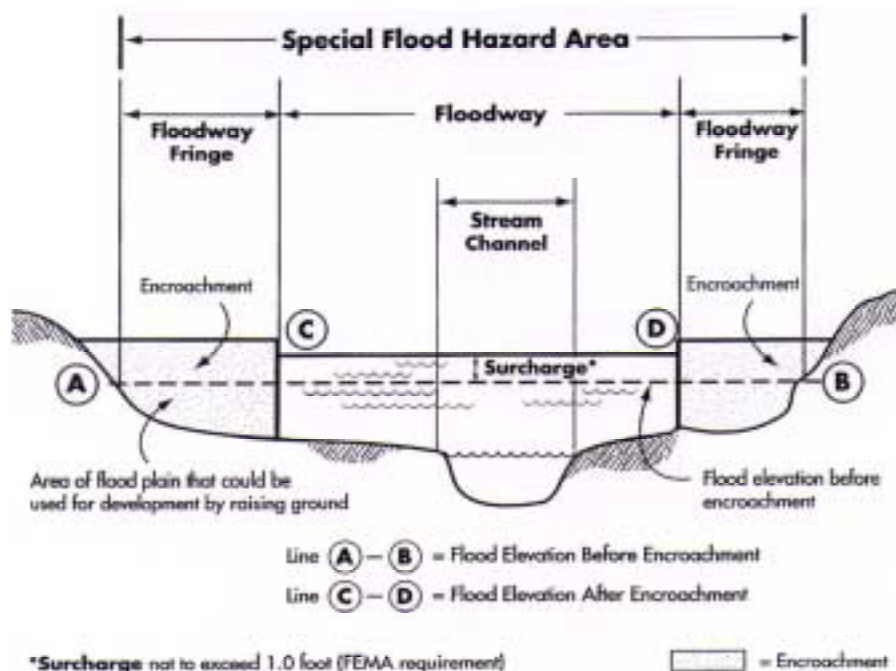 Special Flood Hazard Area
Floodway
Fringe
Floodway
Floodway
Fringe
Stream
Channel
Encroachment
Encroachment
C
D
Surcharge*
A
B
Area of flood plain that could be
used for development by raising ground
Flood elevation before
encroachment
Line A – B = Flood Elevation Before Encroachment
Line C – D = Flood Elevation After Encroachment
*Surcharge not to exceed 1.0 foot (FEMA requirement)
= Encroachment